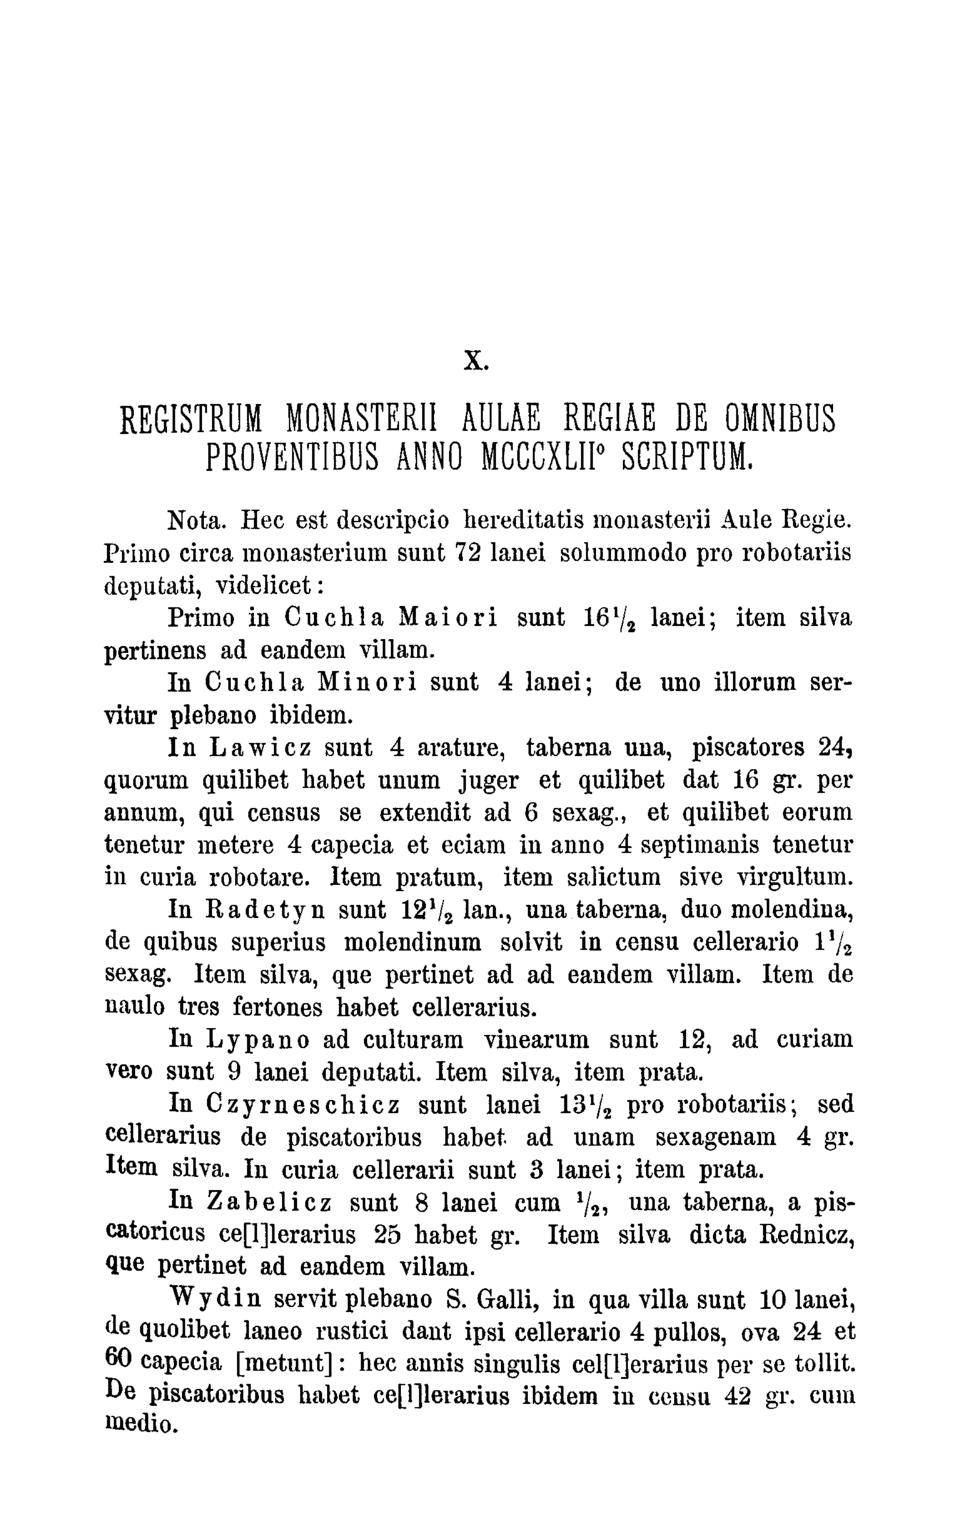 X.
REGISTRUM MONASTERII AULAE REGIAE DE OMNIBUS
PROVENTIBUS ANNO MCCCXLII° SCRIPTUM.
Nota. Hec est descripcio hereditatis monasterii Aule Regie.
Primo circa monasterium sunt 72 lanei solummodo pro robotariis
deputati, videlicet:
Primo in Cuchla Maiori sunt 16 1/2 lanei; item silva
pertinens ad eandem villam.
In Cuchla Minori sunt 4 lanei; de uno illorum ser-
vitur plebano ibidem.
In Lawicz sunt 4 arature, taberna una, piscatores 24,
quorum quilibet habet unum juger et quilibet dat 16 gr. per
annum, qui census se extendit ad 6 sexag., et quilibet eorum
tenetur metere 4 capecia et eciam in anno 4 septimanis tenetur
in curia robotare. Item pratum, item salictum sive virgultum.
In Radetyn sunt 12 1/2 lan., una taberna, duo molendina,
de quibus superius molendinum solvit in censu cellerario 1 1/2
sexag. Item silva, que pertinet ad ad eandem villam. Item de
naulo tres fertones habet cellerarius.
In Lypano ad culturam vinearum sunt 12, ad curiam
vero sunt 9 lanei deputati. Item silva, item prata.
In Czyrneschicz sunt lanei 13 1/2 pro robotariis; sed
cellerarius de piscatoribus habet ad unam sexagenam 4 gr.
Item silva. In curia cellerarii sunt 3 lanei; item prata.
In Zabelicz sunt 8 lanei cum 1/2, una taberna, a pis-
catoricus ce[l]lerarius 25 habet gr. Item silva dicta Rednicz,
que pertinet ad eandem villam.
Wydin servit plebano S. Galli, in qua villa sunt 10 lanei,
de quolibet laneo rustici dant ipsi cellerario 4 pullos, ova 24 et
60 capecia [metunt]: hec annis singulis cel[l]erarius per se tollit.
De piscatoribus habet ce[l]lerarius ibidem in censu 42 gr. cum
medio.